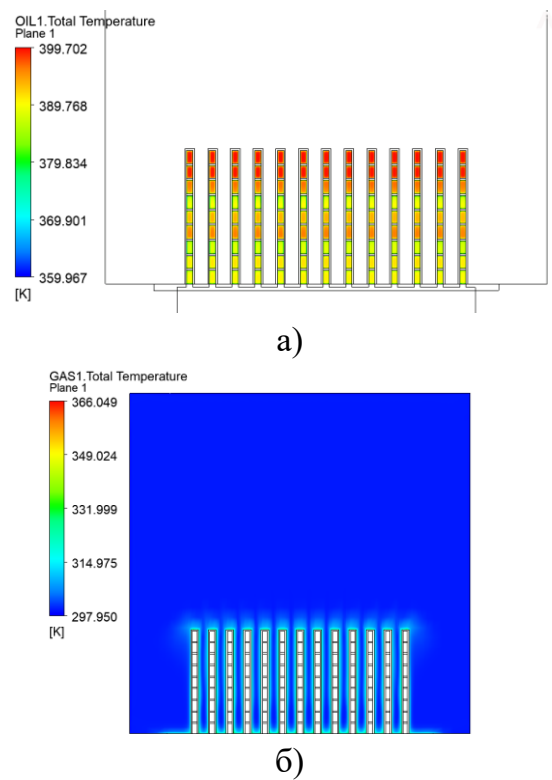 OIL1.Total Temperature
Plane 1
399.702
389.768
379.834
369.901
359.967
[K]
а)
GAS1.Total Temperature
Plane 1
366.049
349.024
331.999
314.975
297.950
[K]
б)